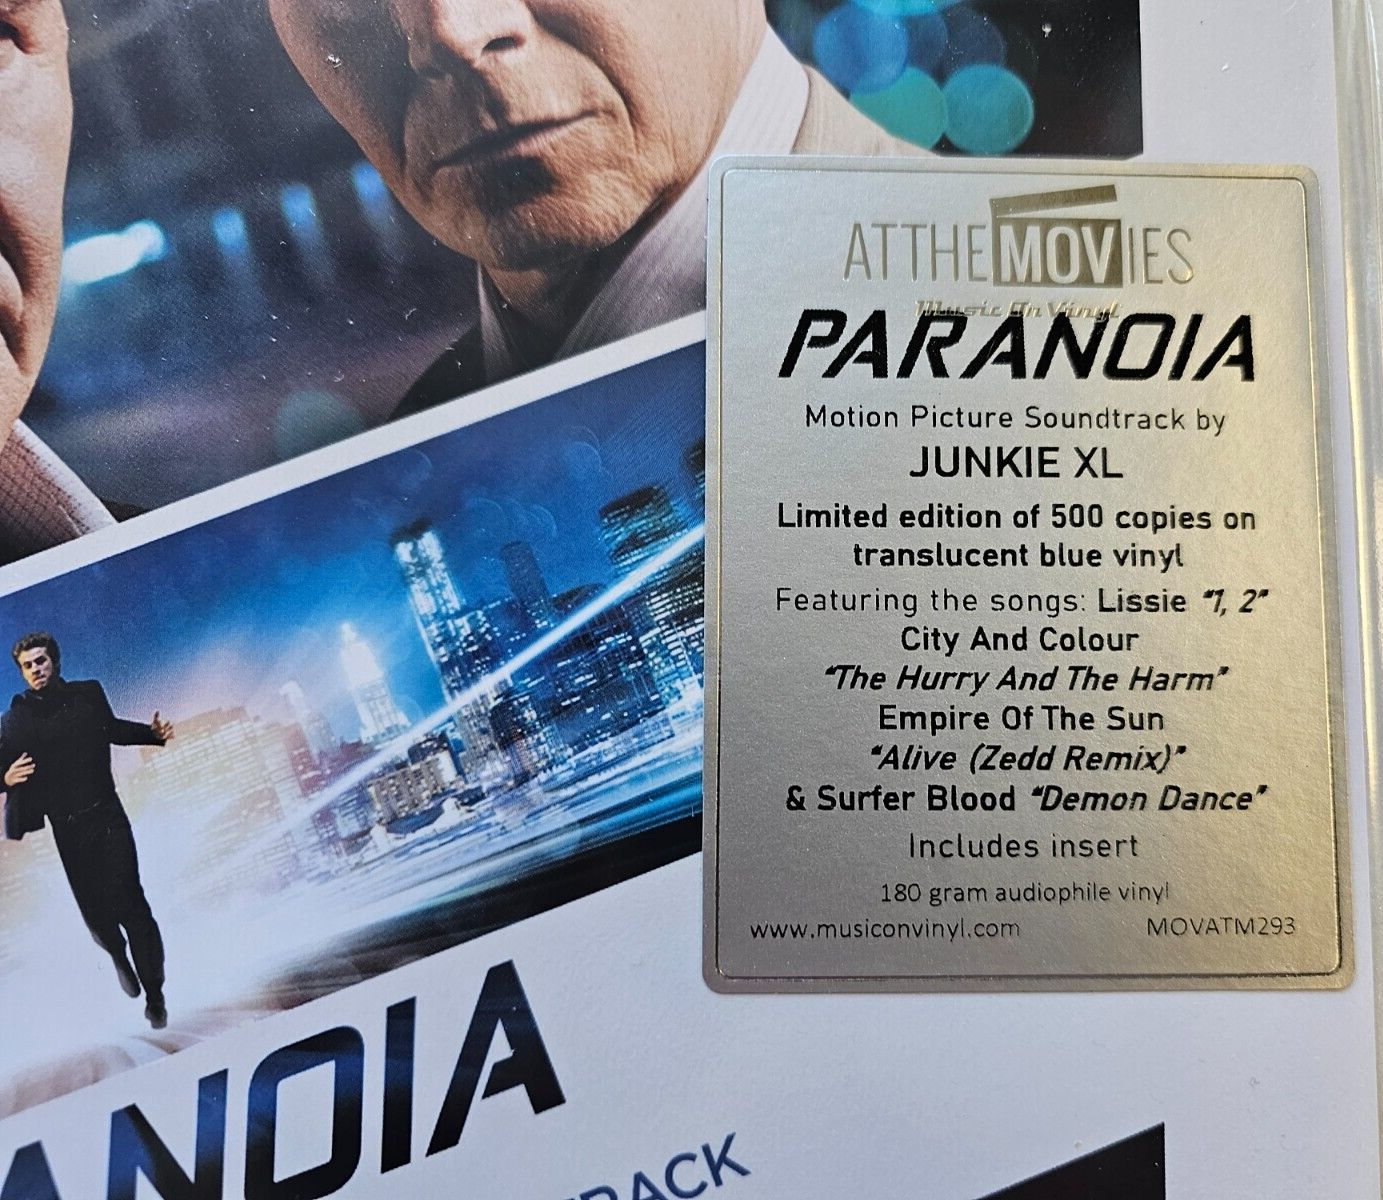 ATTHEMOVIES
Music On Vinyl
PARANOIA
Motion Picture Soundtrack by
JUNKIE XL
Limited edition of 500 copies on
translucent blue vinyl
Featuring the songs: Lissie "1, 2"
City And Colour
"The Hurry And The Harm"
Empire Of The Sun
"Alive (Zedd Remix)"
& Surfer Blood "Demon Dance"
Includes insert
180 gram audiophile vinyl
www.musiconvinyl.com MOVATM293
ANOIA
RACK